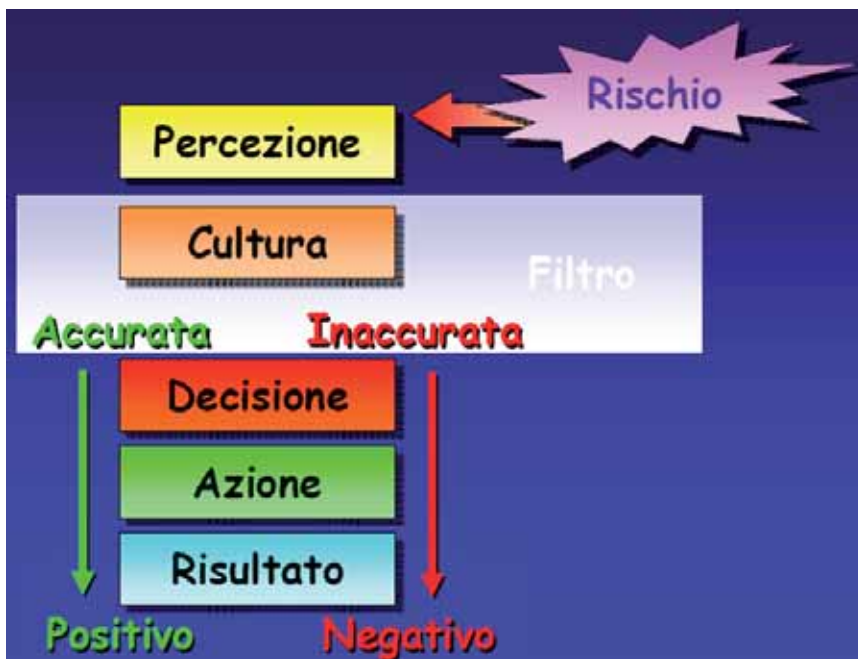 Rischio
Percezione
Cultura
Filtro
Accurata Inaccurata
Decisione
Azione
Risultato
Positivo Negativo